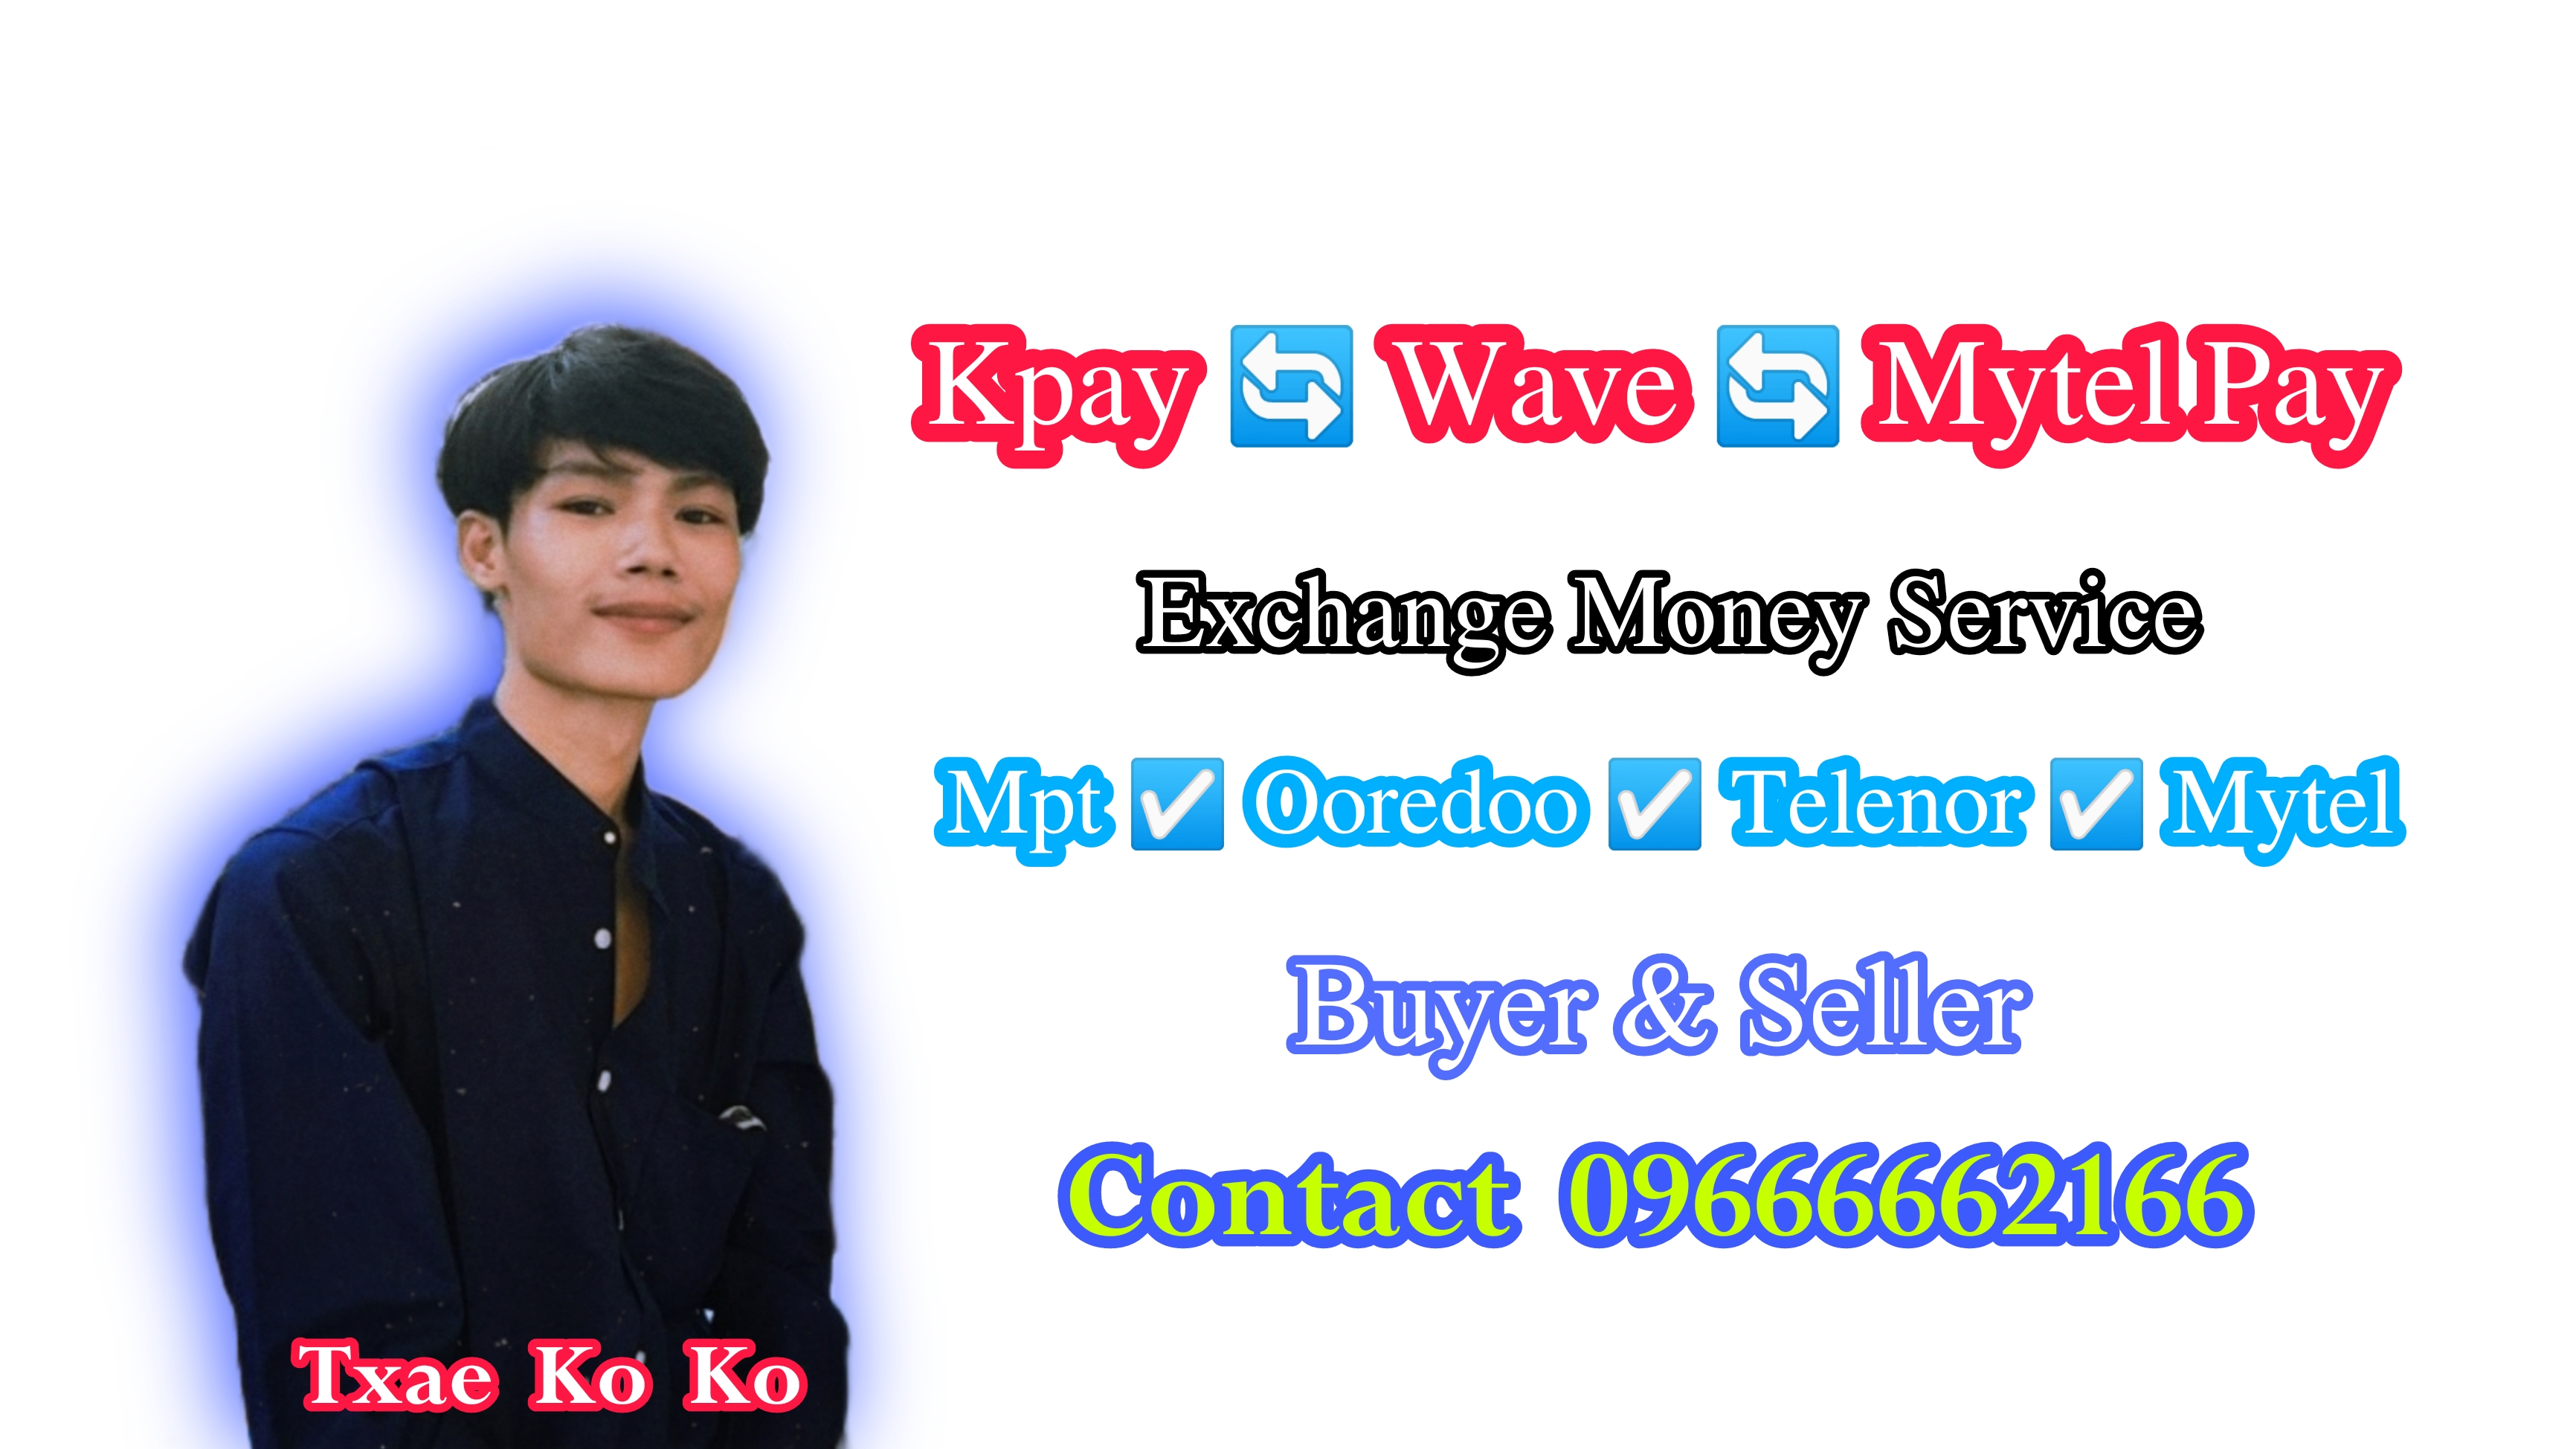 Kpay 🔄 Wave 🔄 Mytel Pay
Exchange Money Service
Mpt ☑️ Ooredoo ☑️ Telenor ☑️ Mytel
Buyer & Seller
Contact 09666662166
Txae Ko Ko